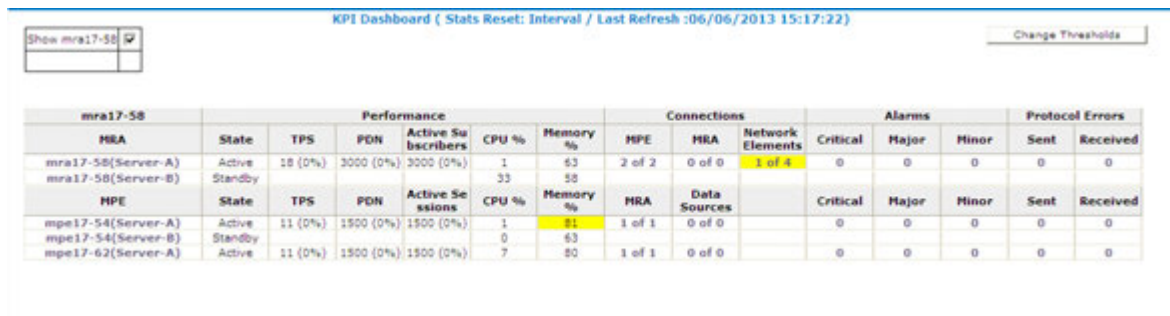 KPI Dashboard ( Stats Reset: Interval / Last Refresh :06/06/2013 15:17:22)
Show mra17-58
Change Thresholds
mra17-58 Performance Connections Alarms Protocol Errors
MRA State TPS PDN Active Su bscribers CPU % Memory % MPE MRA Network Elements Critical Major Minor Sent Received
mra17-58(Server-A) Active 18 (0%) 3000 (0%) 3000 (0%) 1 63 2 of 2 0 of 0 1 of 4 0 0 0 0 0
mra17-58(Server-B) Standby 33 58
MPE State TPS PDN Active Se ssions CPU % Memory % MRA Data Sources Critical Major Minor Sent Received
mpe17-54(Server-A) Active 11 (0%) 1500 (0%) 1500 (0%) 1 81 1 of 1 0 of 0 0 0 0 0 0
mpe17-54(Server-B) Standby 0 63
mpe17-62(Server-A) Active 11 (0%) 1500 (0%) 1500 (0%) 7 80 1 of 1 0 of 0 0 0 0 0 0